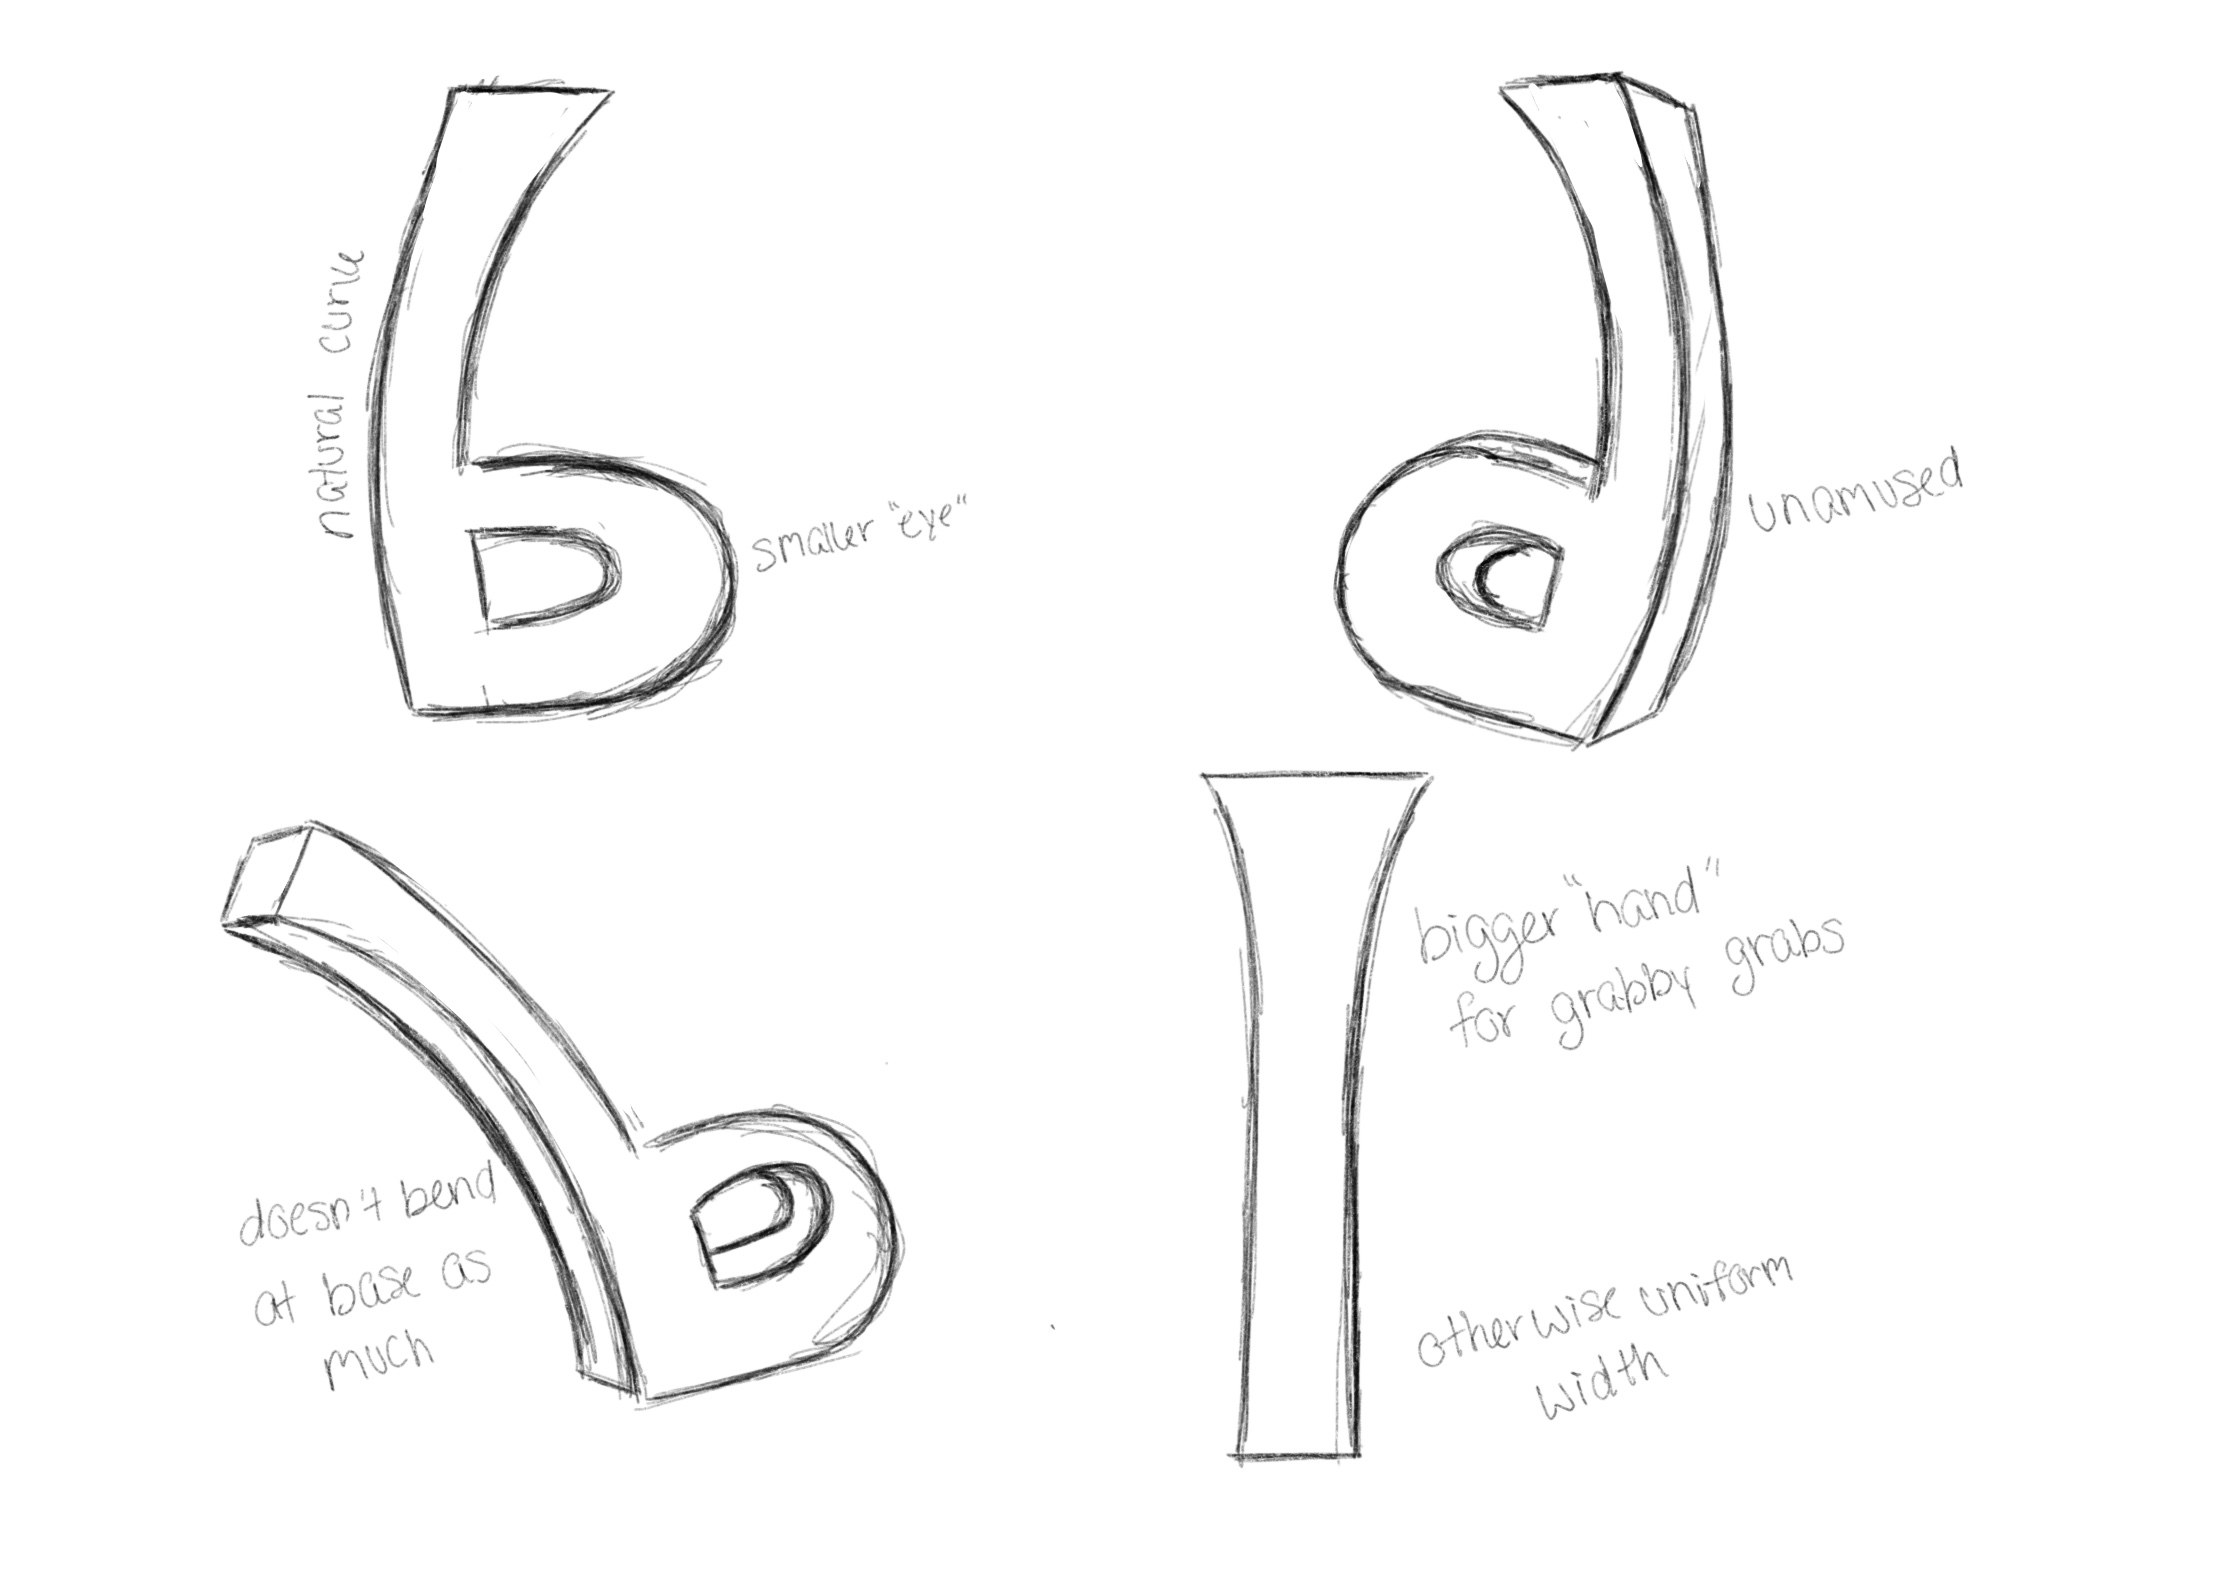 natural curve
smaller "eye"
unamused
doesn't bend
at base as
much
bigger "hand"
for grabby grabs
otherwise uniform
width